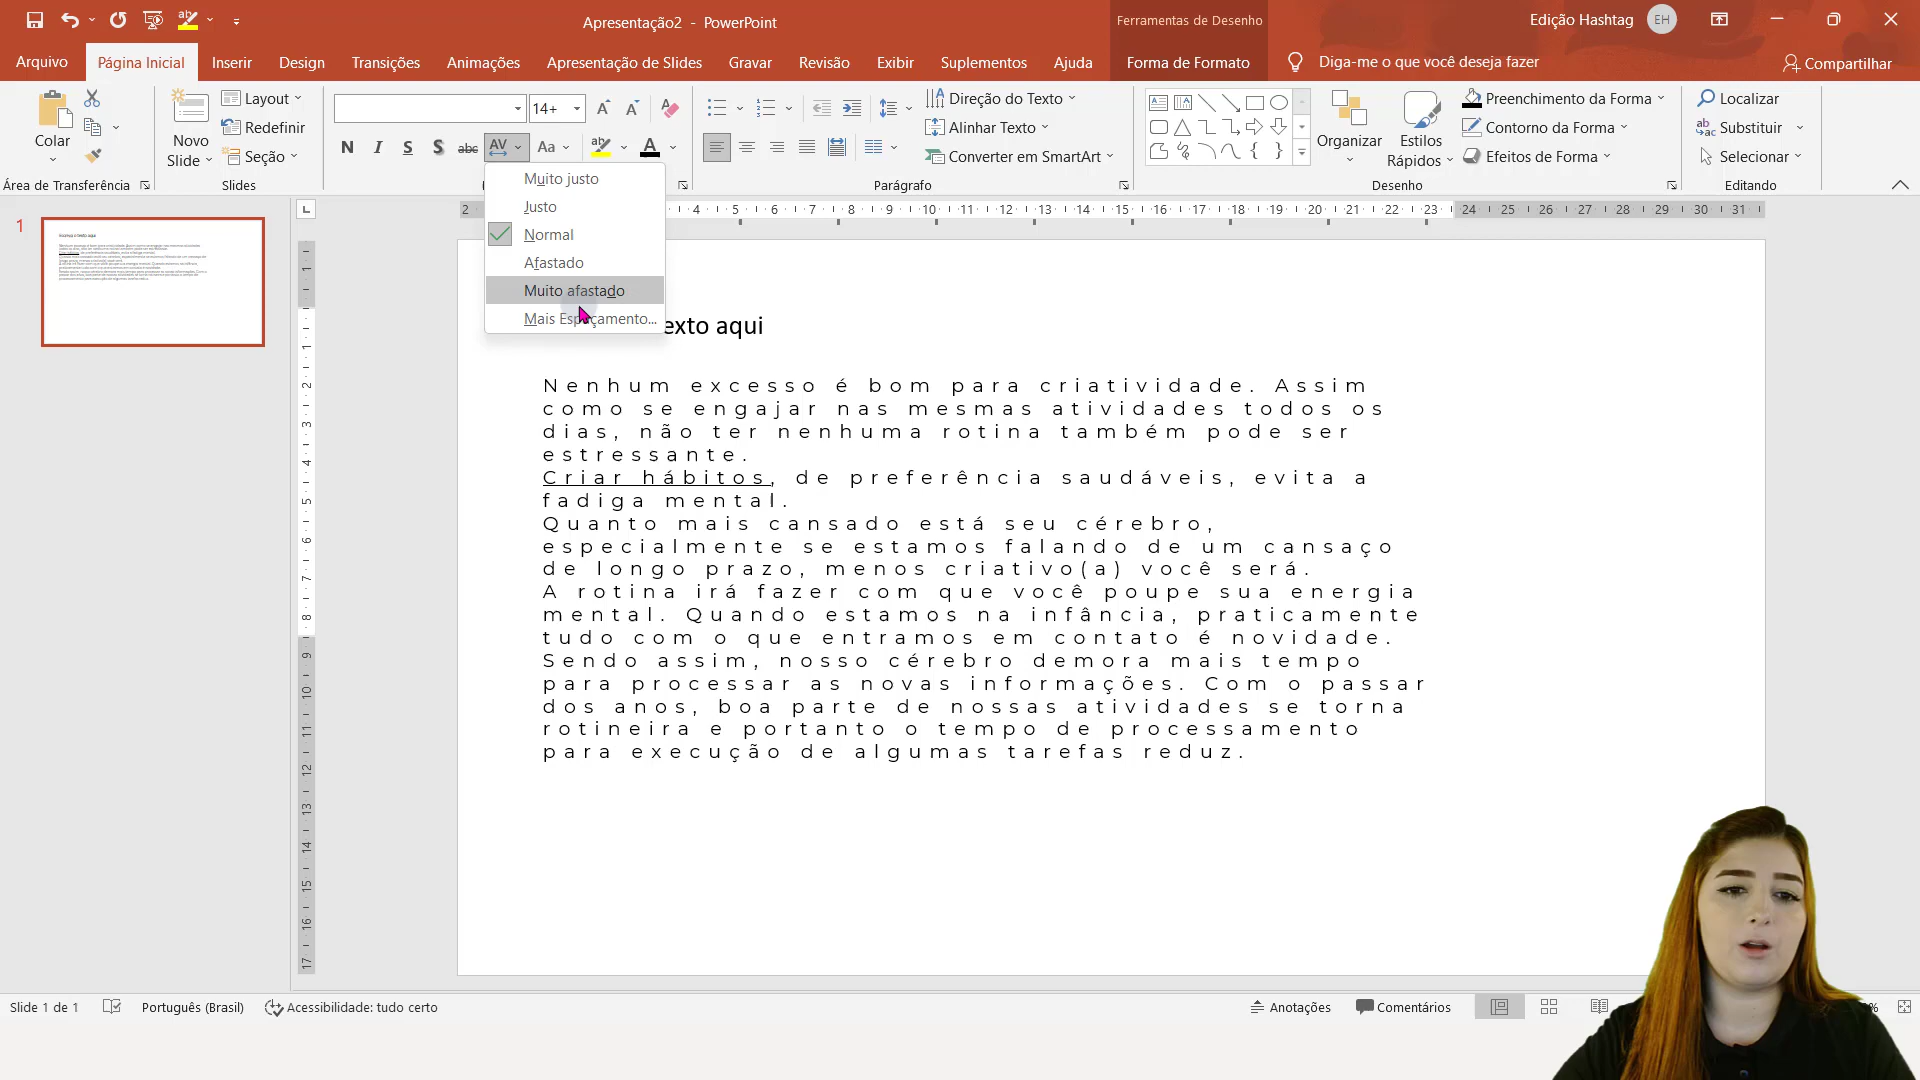 Apresentação2 - PowerPoint
Ferramentas de Desenho
Edição Hashtag
EH
Arquivo
Página Inicial
Inserir
Design
Transições
Animações
Apresentação de Slides
Gravar
Revisão
Exibir
Suplementos
Ajuda
Forma de Formato
Diga-me o que você deseja fazer
Compartilhar
Colar
Novo
Slide
Layout
Redefinir
Seção
14+
N I S S abc AV Aa A
Direção do Texto
Alinhar Texto
Converter em SmartArt
Organizar
Estilos
Rápidos
Preenchimento da Forma
Contorno da Forma
Efeitos de Forma
Localizar
Substituir
Selecionar
Área de Transferência
Slides
Parágrafo
Desenho
Editando
Muito justo
Justo
Normal
Afastado
Muito afastado
Mais Espaçamento...
1
exto aqui
Nenhum excesso é bom para criatividade. Assim
como se engajar nas mesmas atividades todos os
dias, não ter nenhuma rotina também pode ser
estressante.
Criar hábitos, de preferência saudáveis, evita a
fadiga mental.
Quanto mais cansado está seu cérebro,
especialmente se estamos falando de um cansaço
de longo prazo, menos criativo(a) você será.
A rotina irá fazer com que você poupe sua energia
mental. Quando estamos na infância, praticamente
tudo com o que entramos em contato é novidade.
Sendo assim, nosso cérebro demora mais tempo
para processar as novas informações. Com o passar
dos anos, boa parte de nossas atividades se torna
rotineira e portanto o tempo de processamento
para execução de algumas tarefas reduz.
Slide 1 de 1
Português (Brasil)
Acessibilidade: tudo certo
Anotações
Comentários
%